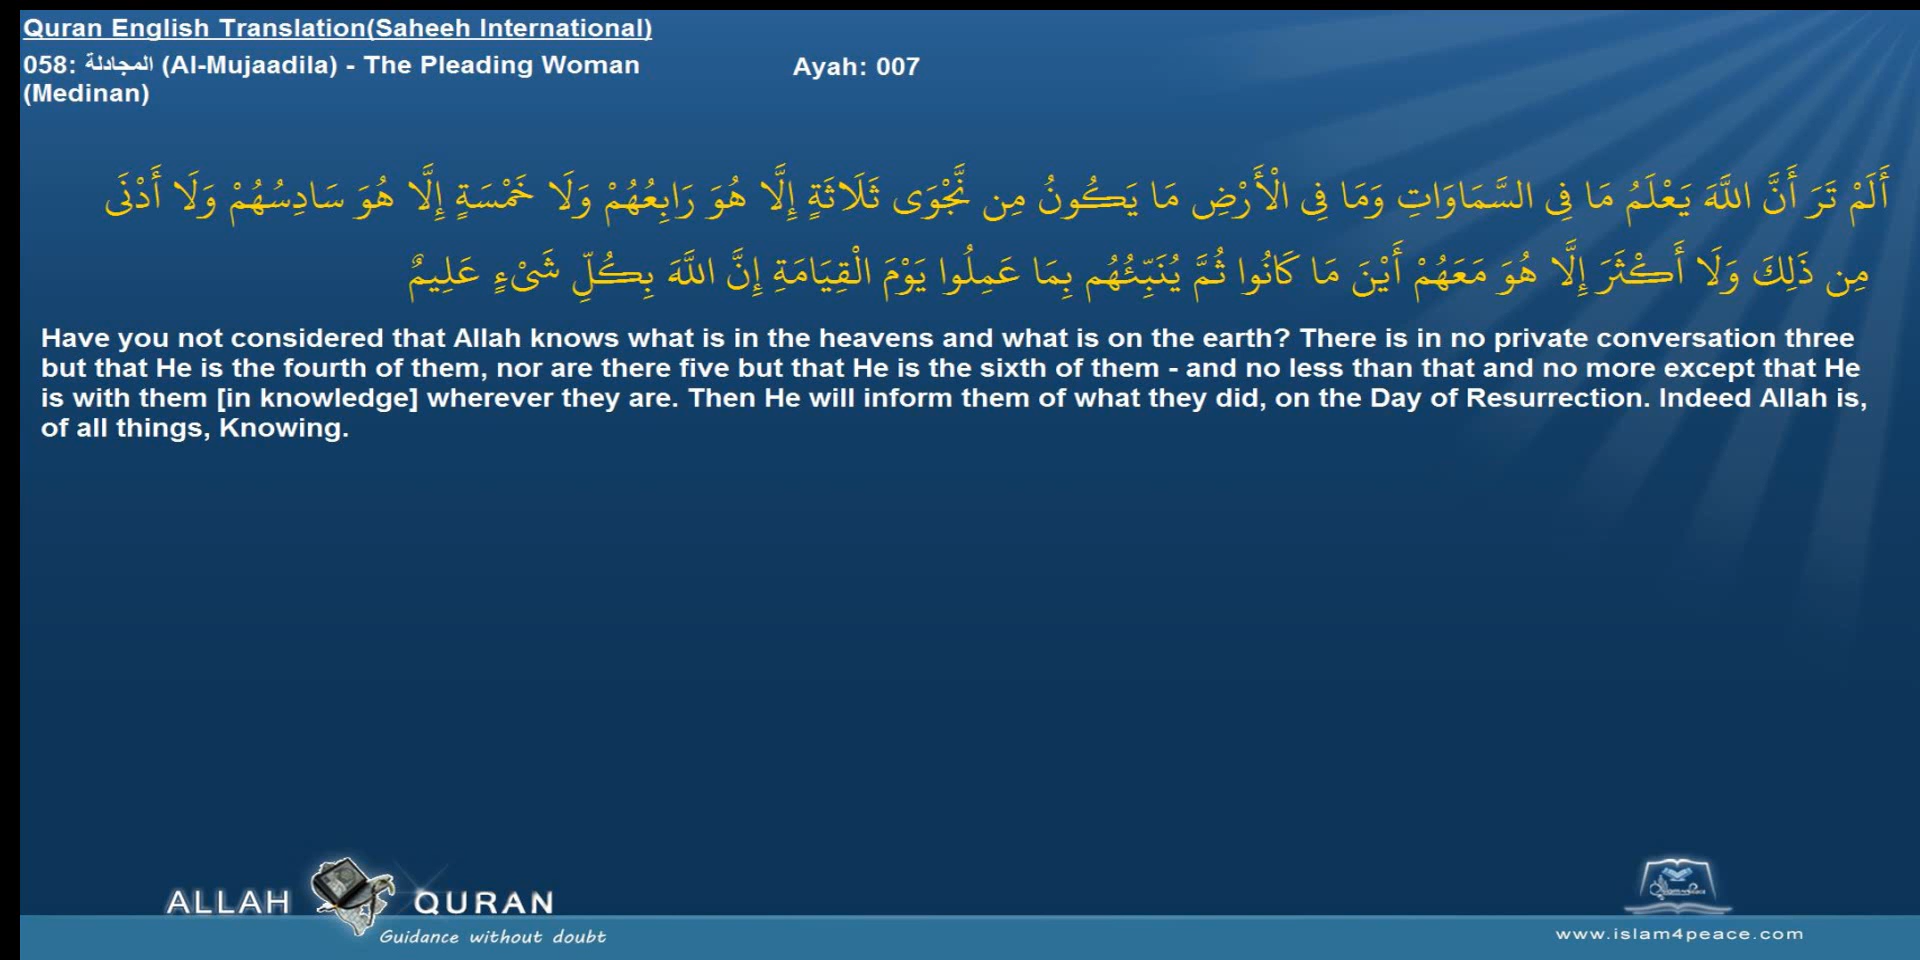 Quran English Translation(Saheeh International)
058: المجادلة (Al-Mujaadila) - The Pleading Woman
(Medinan)
Ayah: 007
أَلَمْ تَرَ أَنَّ اللَّهَ يَعْلَمُ مَا فِي السَّمَاوَاتِ وَمَا فِي الْأَرْضِ مَا يَكُونُ مِن نَّجْوَى ثَلَاثَةٍ إِلَّا هُوَ رَابِعُهُمْ وَلَا خَمْسَةٍ إِلَّا هُوَ سَادِسُهُمْ وَلَا أَدْنَى
مِن ذَلِكَ وَلَا أَكْثَرَ إِلَّا هُوَ مَعَهُمْ أَيْنَ مَا كَانُوا ثُمَّ يُنَبِّئُهُم بِمَا عَمِلُوا يَوْمَ الْقِيَامَةِ إِنَّ اللَّهَ بِكُلِّ شَيْءٍ عَلِيمٌ
Have you not considered that Allah knows what is in the heavens and what is on the earth? There is in no private conversation three
but that He is the fourth of them, nor are there five but that He is the sixth of them - and no less than that and no more except that He
is with them [in knowledge] wherever they are. Then He will inform them of what they did, on the Day of Resurrection. Indeed Allah is,
of all things, Knowing.
ALLAH QURAN
Guidance without doubt
www.islam4peace.com